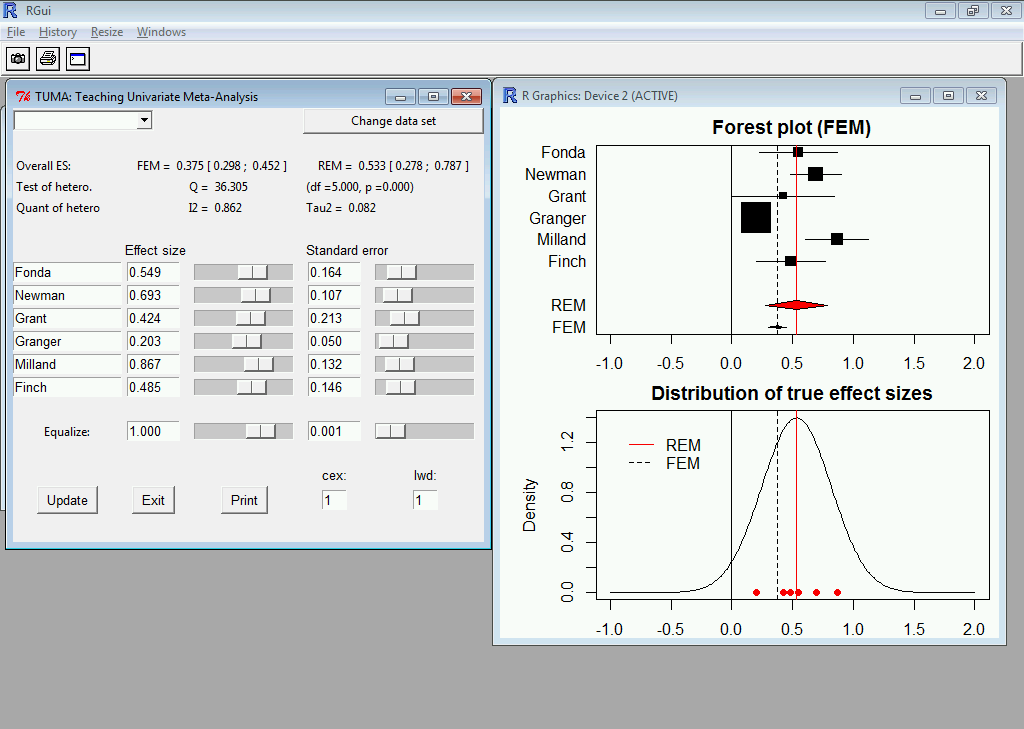 RGui
File History Resize Windows
TUMA: Teaching Univariate Meta-Analysis
Change data set
Overall ES: FEM = 0.375 [ 0.298 ; 0.452 ] REM = 0.533 [ 0.278 ; 0.787 ]
Test of hetero. Q = 36.305 (df =5.000, p =0.000)
Quant of hetero I2 = 0.862 Tau2 = 0.082
Effect size Standard error
Fonda 0.549 0.164
Newman 0.693 0.107
Grant 0.424 0.213
Granger 0.203 0.050
Milland 0.867 0.132
Finch 0.485 0.146
Equalize: 1.000 0.001
cex: lwd:
Update Exit Print 1 1
R Graphics: Device 2 (ACTIVE)
Forest plot (FEM)
Fonda
Newman
Grant
Granger
Milland
Finch
REM
FEM
-1.0 -0.5 0.0 0.5 1.0 1.5 2.0
Distribution of true effect sizes
REM
FEM
Density
0.0 0.4 0.8 1.2
-1.0 -0.5 0.0 0.5 1.0 1.5 2.0